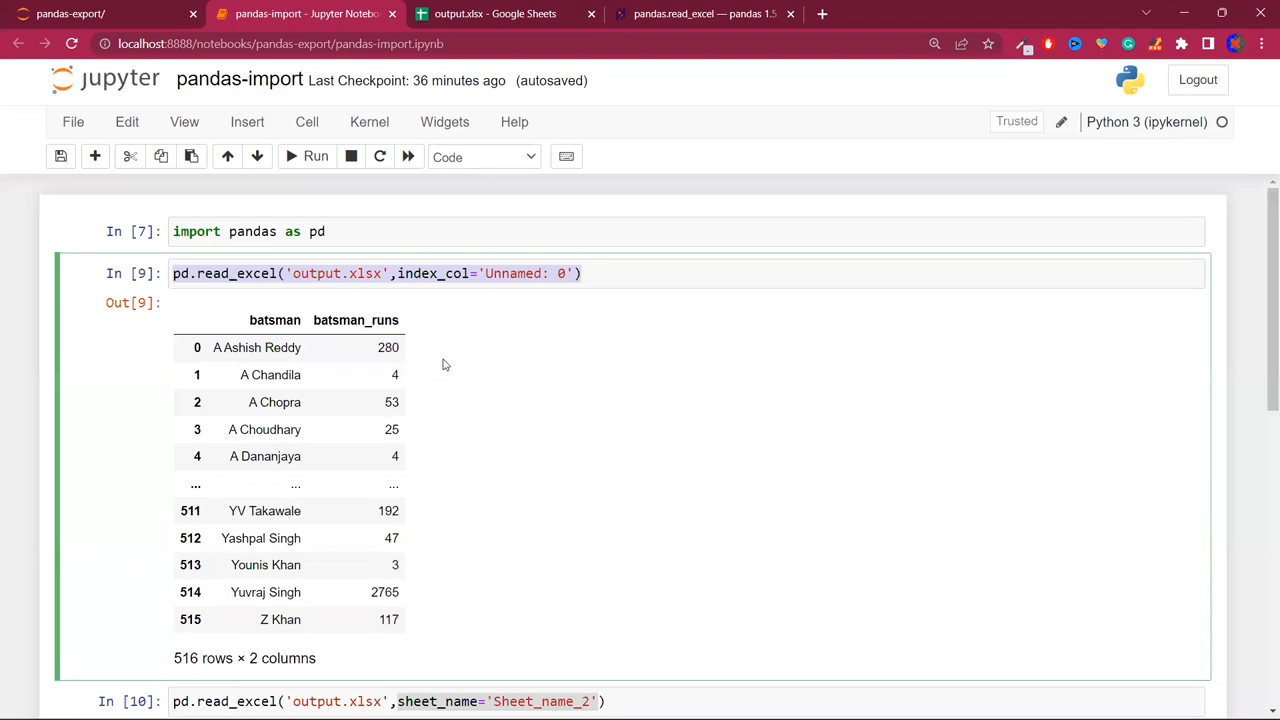 pandas-export/
pandas-import - Jupyter Notebo
output.xlsx - Google Sheets
pandas.read_excel — pandas 1.5.
localhost:8888/notebooks/pandas-export/pandas-import.ipynb
jupyter pandas-import Last Checkpoint: 36 minutes ago (autosaved)
Logout
File Edit View Insert Cell Kernel Widgets Help
Trusted Python 3 (ipykernel)
Run Code
In [7]: import pandas as pd
In [9]: pd.read_excel('output.xlsx',index_col='Unnamed: 0')
Out[9]:
batsman batsman_runs
0 A Ashish Reddy 280
1 A Chandila 4
2 A Chopra 53
3 A Choudhary 25
4 A Dananjaya 4
... ... ...
511 YV Takawale 192
512 Yashpal Singh 47
513 Younis Khan 3
514 Yuvraj Singh 2765
515 Z Khan 117
516 rows × 2 columns
In [10]: pd.read_excel('output.xlsx',sheet_name='Sheet_name_2')